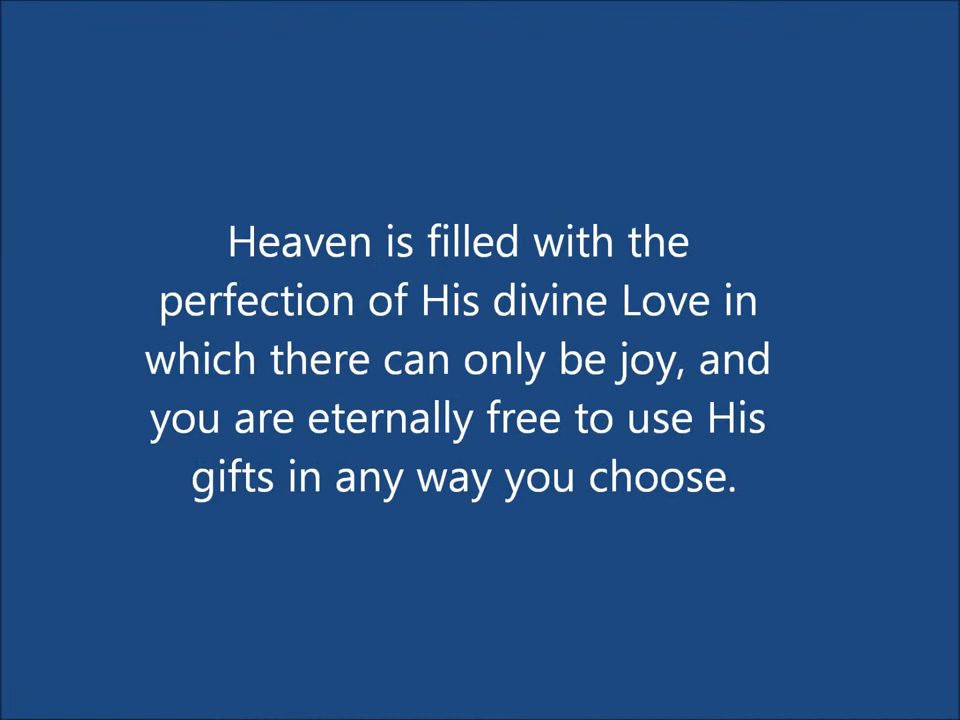 Heaven is filled with the
perfection of His divine Love in
which there can only be joy, and
you are eternally free to use His
gifts in any way you choose.